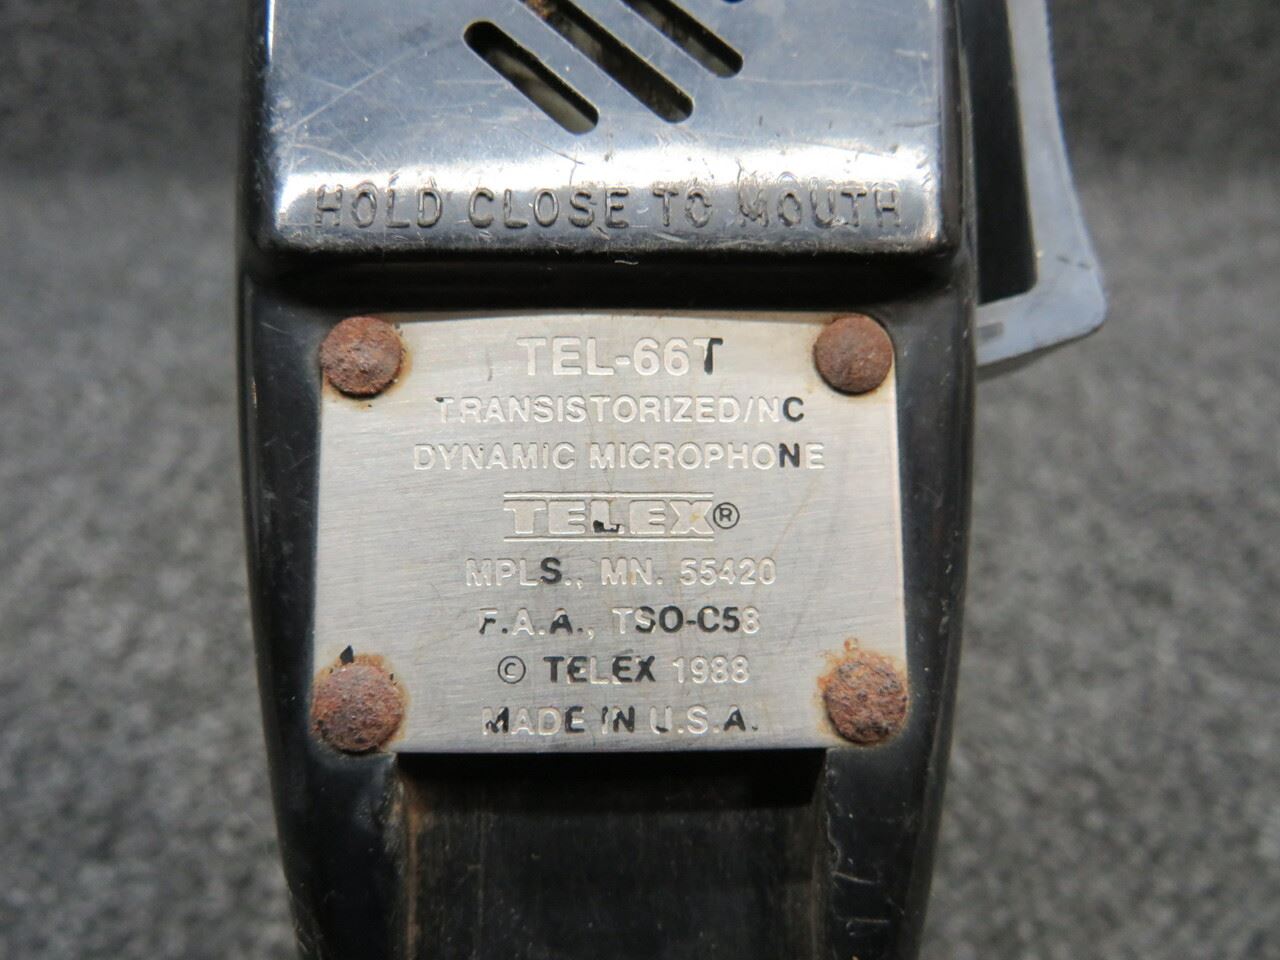 HOLD CLOSE TO MOUTH
TEL-66T
TRANSISTORIZED/NC
DYNAMIC MICROPHONE
TELEX®
MPLS., MN. 55420
F.A.A., TSO-C58
© TELEX 1988
MADE IN U.S.A.